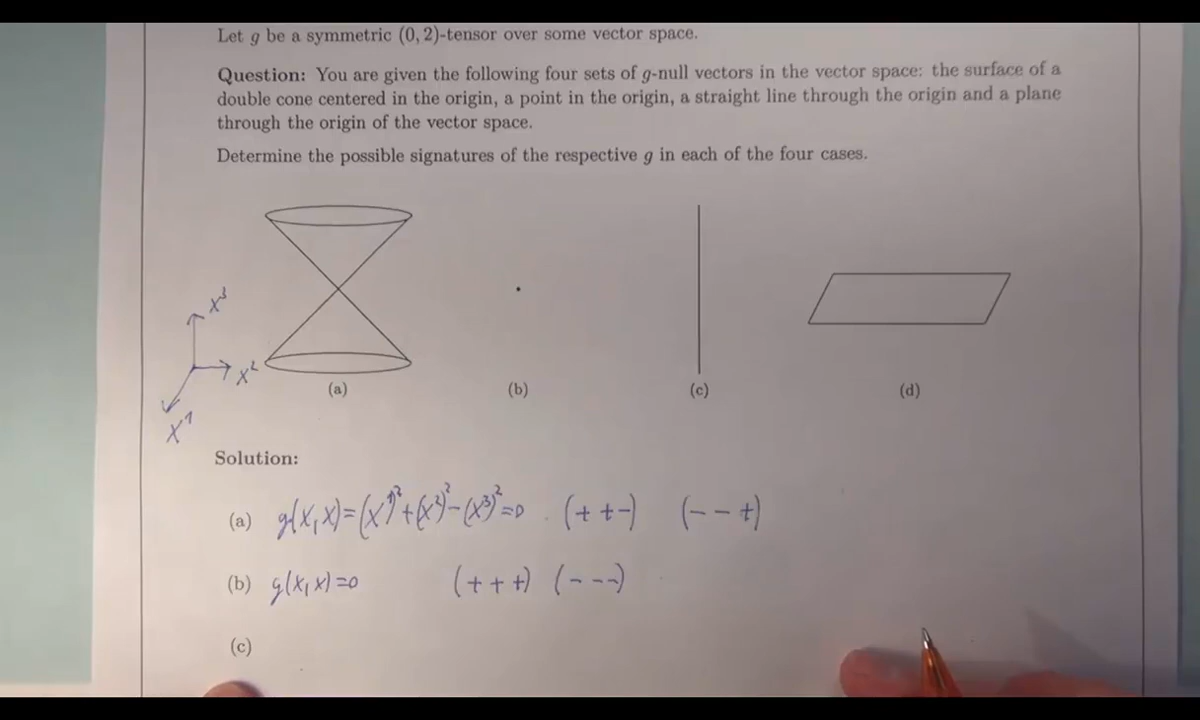 Let g be a symmetric (0, 2)-tensor over some vector space.
Question: You are given the following four sets of g-null vectors in the vector space: the surface of a
double cone centered in the origin, a point in the origin, a straight line through the origin and a plane
through the origin of the vector space.
Determine the possible signatures of the respective g in each of the four cases.
X³
X²
X¹
(a) (b) (c) (d)
Solution:
(a) g(X,X)=(X¹)²+(X²)²-(X³)²=0 (++-) (--+)
(b) g(X,X)=0 (+++) (---)
(c)